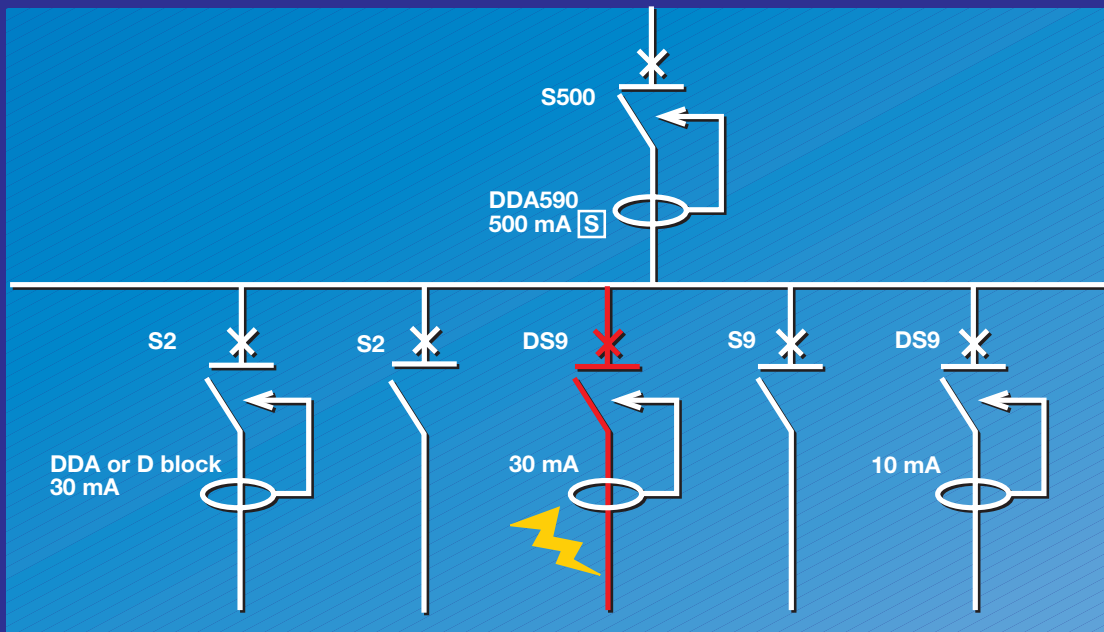 S500
DDA590
500 mA S
S2
S2
DS9
S9
DS9
DDA or D block
30 mA
30 mA
10 mA